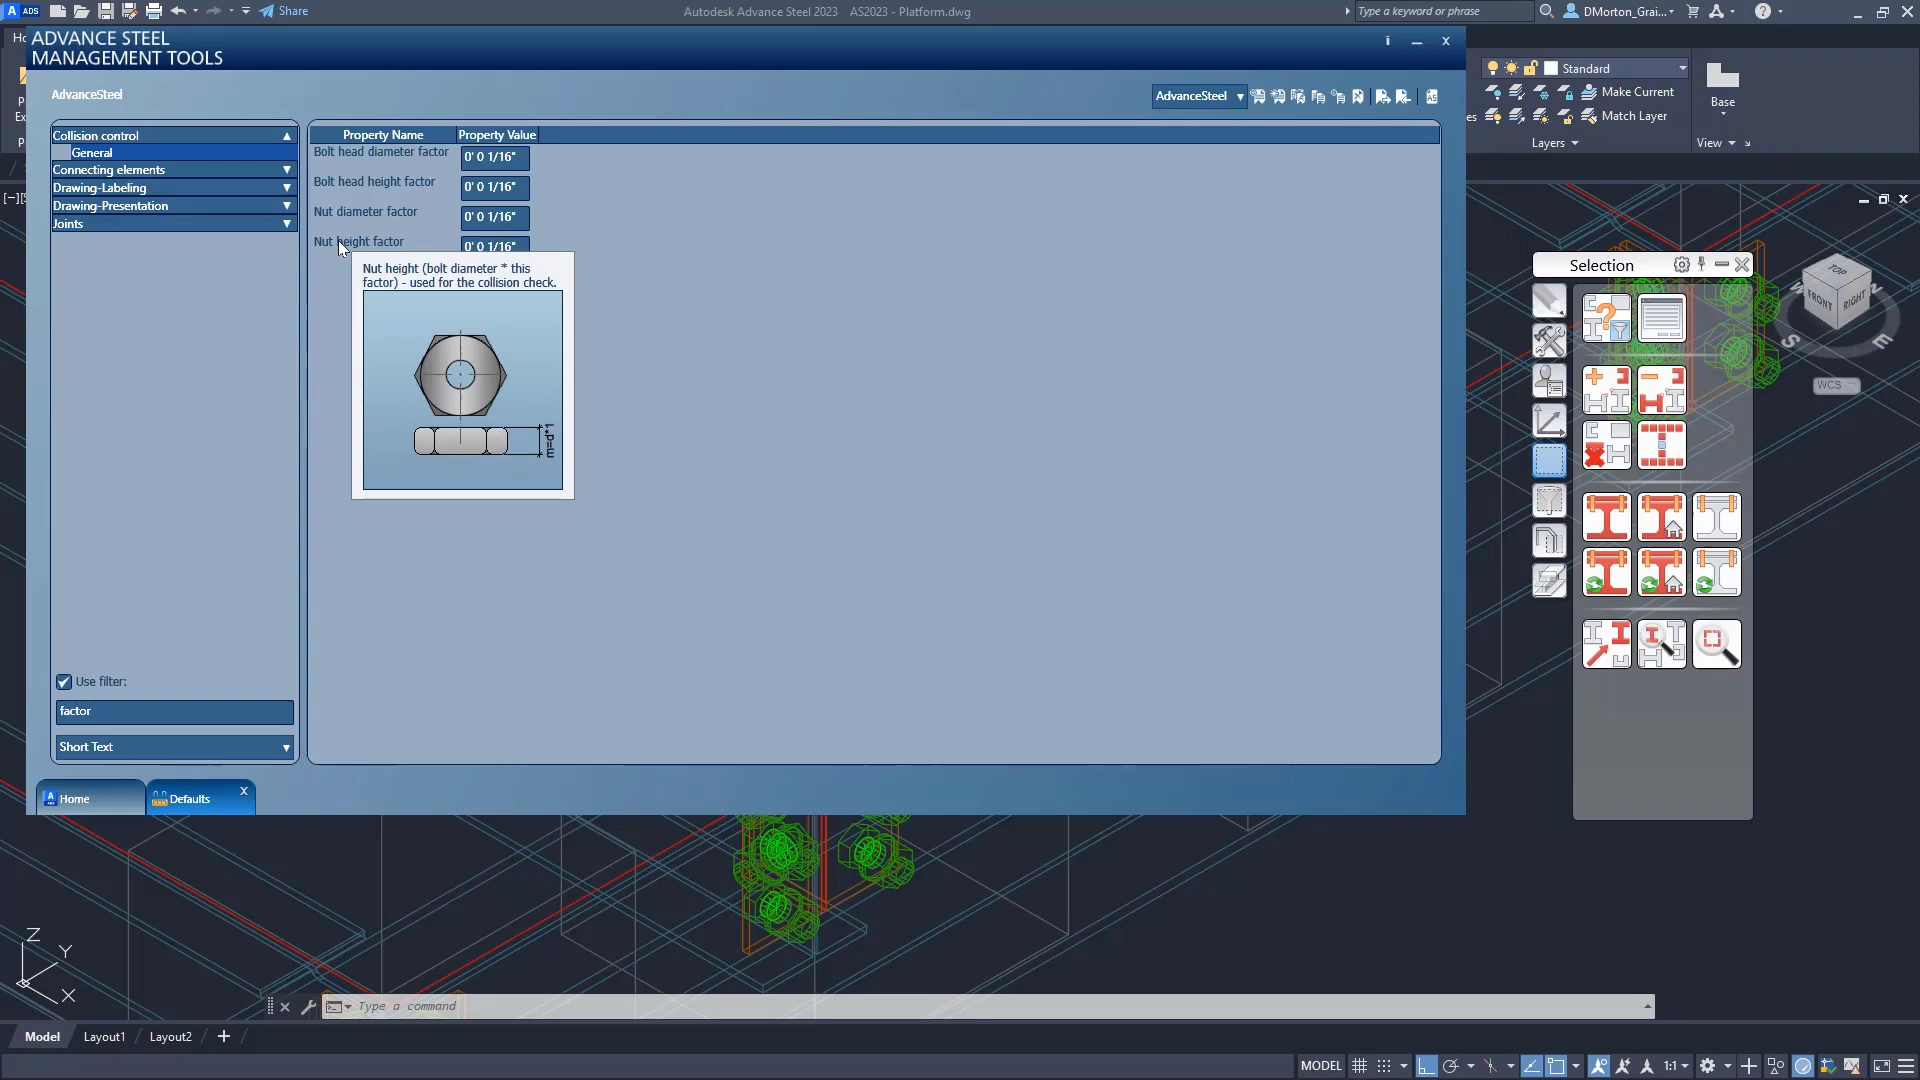 A ADS
Share
Autodesk Advance Steel 2023 AS2023 - Platform.dwg
Type a keyword or phrase
DMorton_Grai...
ADVANCE STEEL
MANAGEMENT TOOLS
i
x
AdvanceSteel
AdvanceSteel
Collision control
General
Connecting elements
Drawing-Labeling
Drawing-Presentation
Joints
Property Name Property Value
Bolt head diameter factor 0' 0 1/16"
Bolt head height factor 0' 0 1/16"
Nut diameter factor 0' 0 1/16"
Nut height factor 0' 0 1/16"
Nut height (bolt diameter * this
factor) - used for the collision check.
m=d*1
Use filter:
factor
Short Text
Home
Defaults
x
Standard
Make Current
Match Layer
Layers
Base
View
Selection
TOP
FRONT
RIGHT
S
E
WCS
Z
Y
X
Type a command
Model
Layout1
Layout2
+
MODEL
1:1